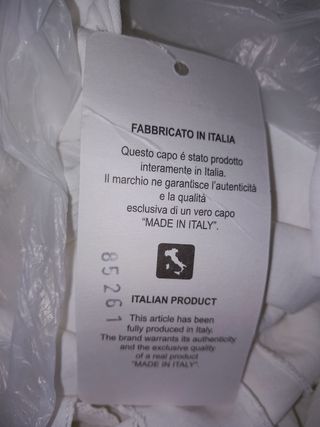 FABBRICATO IN ITALIA
Questo capo é stato prodotto
interamente in Italia.
Il marchio ne garantisce l'autenticità
e la qualità
esclusiva di un vero capo
"MADE IN ITALY".
85261
ITALIAN PRODUCT
This article has been
fully produced in Italy.
The brand warrants its authenticity
and the exclusive quality
of a real product
"MADE IN ITALY".